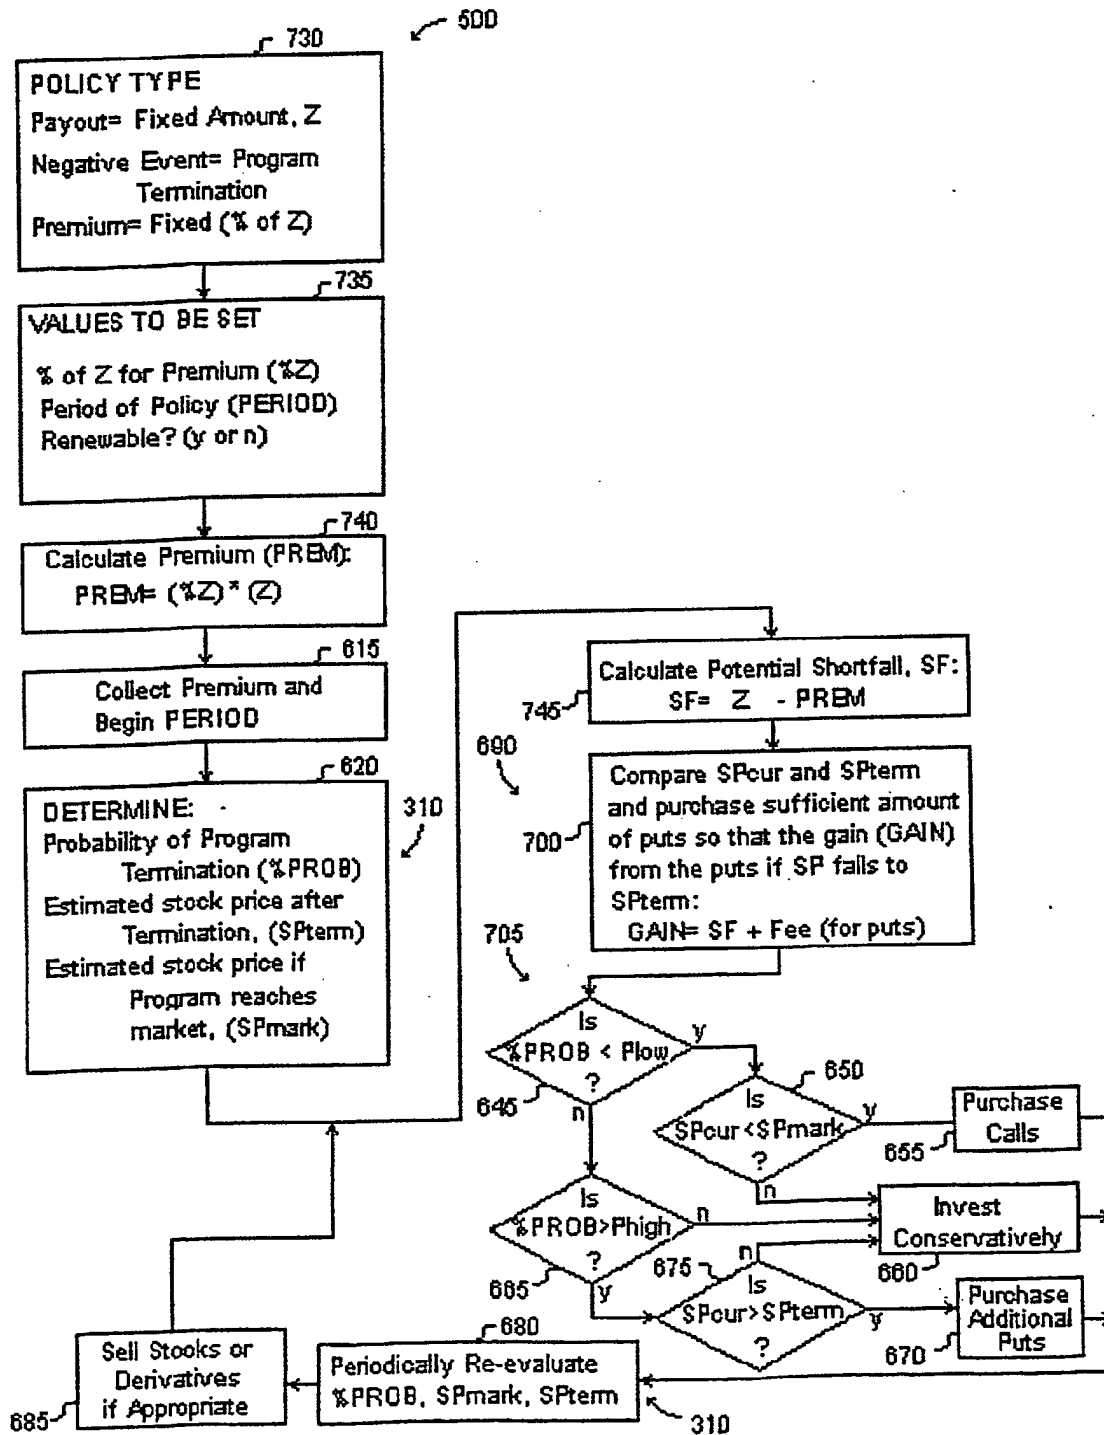 500
730
POLICY TYPE
Payout= Fixed Amount, Z
Negative Event= Program
Termination
Premium= Fixed (% of Z)
735
VALUES TO BE SET
% of Z for Premium (%Z)
Period of Policy (PERIOD)
Renewable? (y or n)
740
Calculate Premium (PREM):
PREM= (%Z) * (Z)
615
Collect Premium and
Begin PERIOD
620
DETERMINE:
Probability of Program
Termination (%PROB)
Estimated stock price after
Termination, (SPterm)
Estimated stock price if
Program reaches
market, (SPmark)
310
Calculate Potential Shortfall, SF:
SF= Z - PREM
745
690
Compare SPcur and SPterm
and purchase sufficient amount
of puts so that the gain (GAIN)
from the puts if SP falls to
SPterm:
GAIN= SF + Fee (for puts)
700
705
Is
%PROB < Plow
?
y
n
645
650
Is
SPcur<SPmark
?
y
n
Purchase
Calls
655
Is
%PROB>Phigh
?
n
y
665
Invest
Conservatively
660
675
n
Is
SPcur>SPterm
?
y
Purchase
Additional
Puts
670
680
Periodically Re-evaluate
%PROB, SPmark, SPterm
310
Sell Stocks or
Derivatives
if Appropriate
685